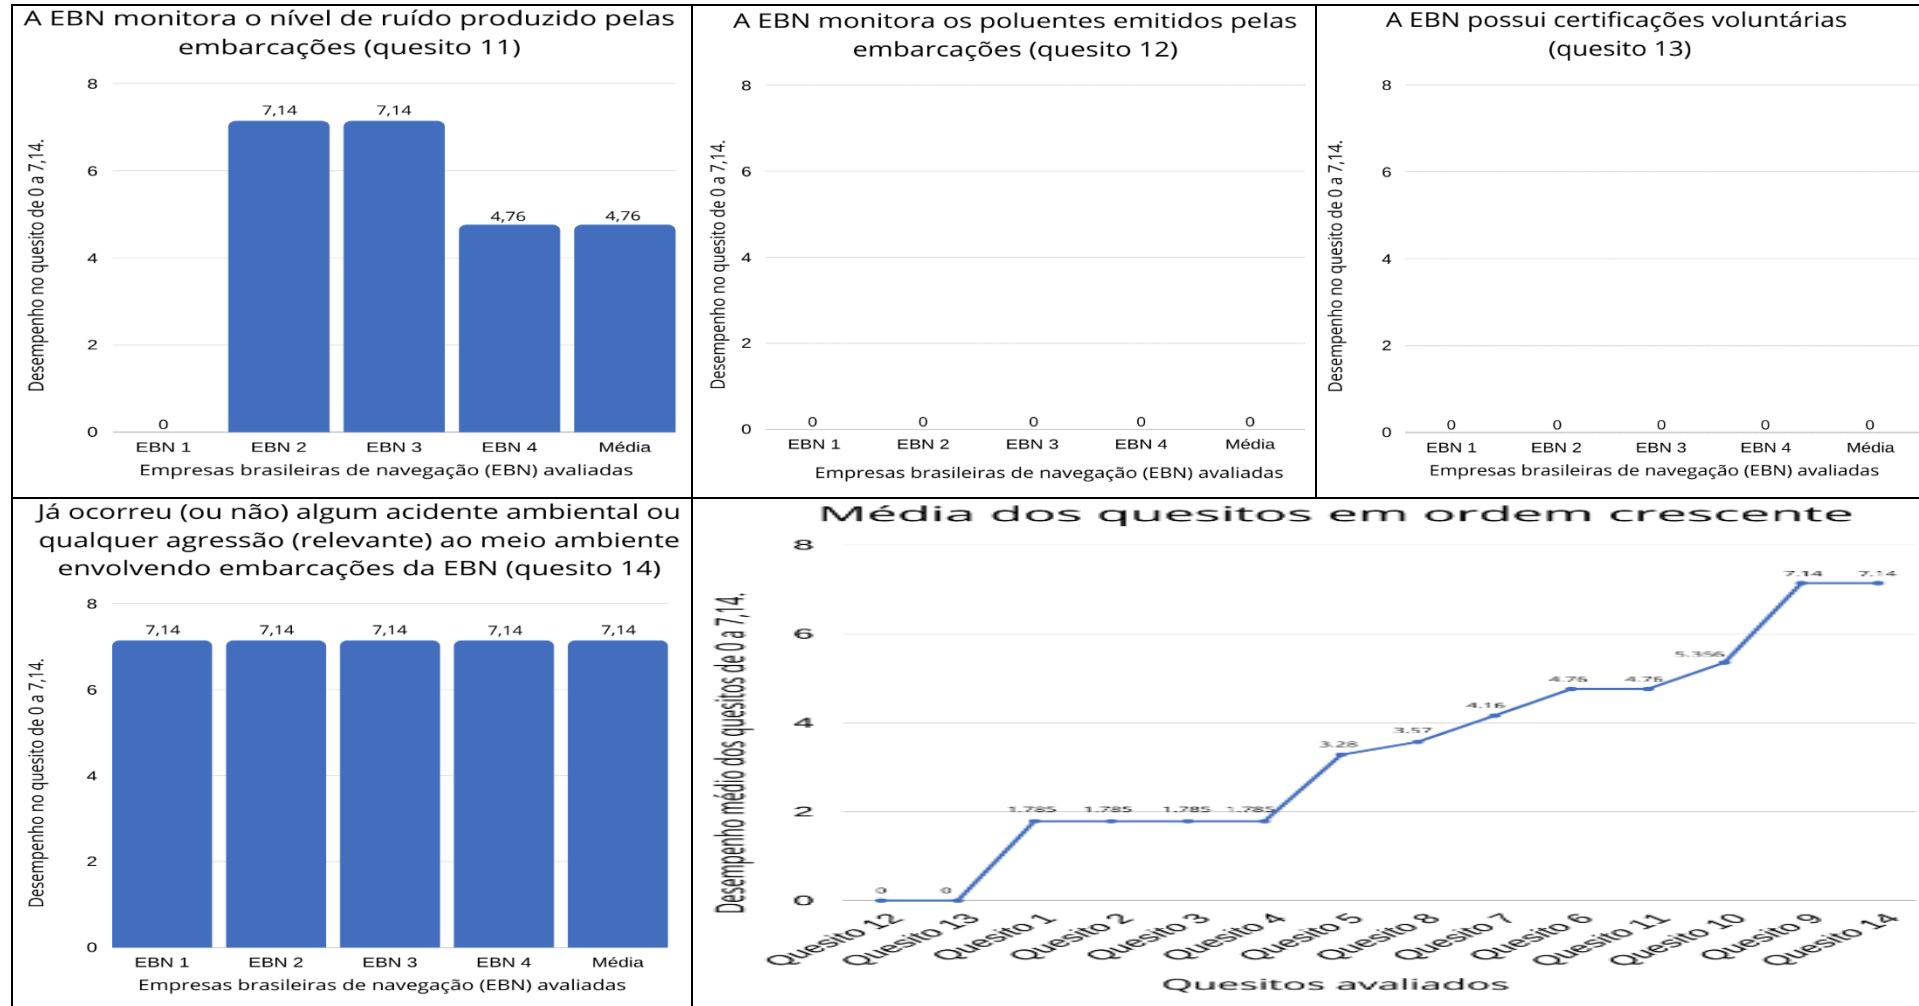 A EBN monitora o nível de ruído produzido pelas
embarcações (quesito 11)
Desempenho no quesito de 0 a 7,14.
8
6
4
2
0
0
7,14
7,14
4,76
4,76
EBN 1
EBN 2
EBN 3
EBN 4
Média
Empresas brasileiras de navegação (EBN) avaliadas
A EBN monitora os poluentes emitidos pelas
embarcações (quesito 12)
Desempenho no quesito de 0 a 7,14.
8
6
4
2
0
0
0
0
0
0
EBN 1
EBN 2
EBN 3
EBN 4
Média
Empresas brasileiras de navegação (EBN) avaliadas
A EBN possui certificações voluntárias
(quesito 13)
Desempenho no quesito de 0 a 7,14.
8
6
4
2
0
0
0
0
0
0
EBN 1
EBN 2
EBN 3
EBN 4
Média
Empresas brasileiras de navegação (EBN) avaliadas
Já ocorreu (ou não) algum acidente ambiental ou
qualquer agressão (relevante) ao meio ambiente
envolvendo embarcações da EBN (quesito 14)
Desempenho no quesito de 0 a 7,14.
8
6
4
2
0
7,14
7,14
7,14
7,14
7,14
EBN 1
EBN 2
EBN 3
EBN 4
Média
Empresas brasileiras de navegação (EBN) avaliadas
Média dos quesitos em ordem crescente
Desempenho médio dos quesitos de 0 a 7,14.
8
6
4
2
0
0
0
1.785
1.785
1.785
1.785
3.28
3.57
4.16
4.76
4.76
5.356
7.14
7.14
Quesito 12
Quesito 13
Quesito 1
Quesito 2
Quesito 3
Quesito 4
Quesito 5
Quesito 8
Quesito 7
Quesito 6
Quesito 11
Quesito 10
Quesito 9
Quesito 14
Quesitos avaliados